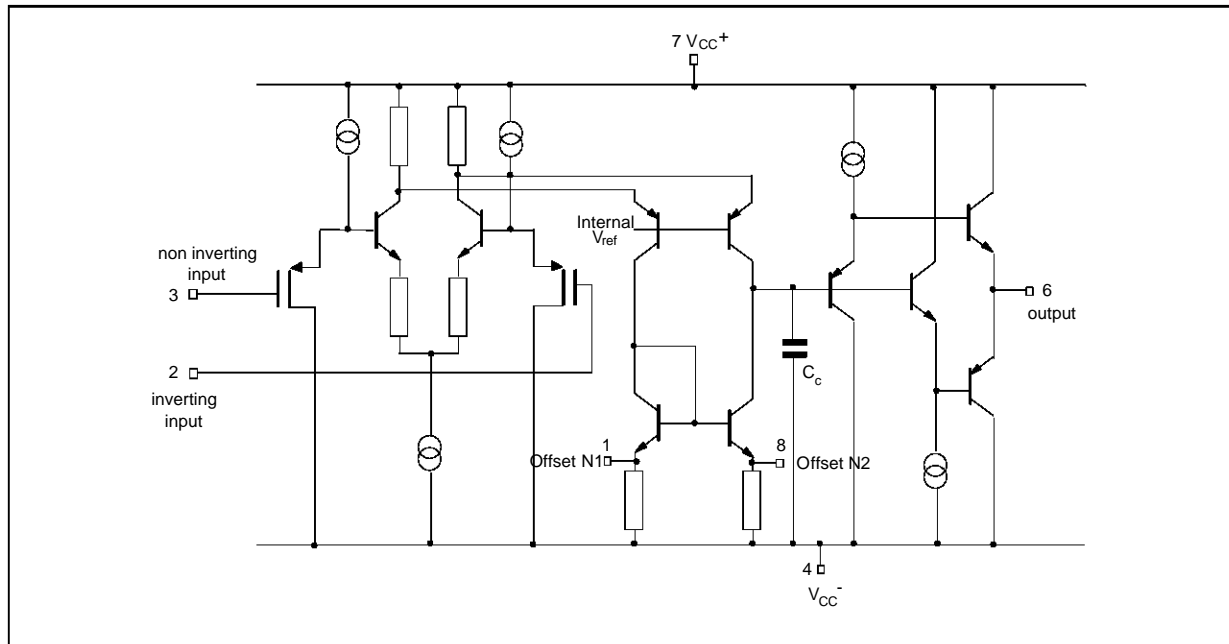 7 VCC+
Internal
Vref
non inverting
input
3
6
output
2
inverting
input
Cc
1
8
Offset N1
Offset N2
4
VCC-